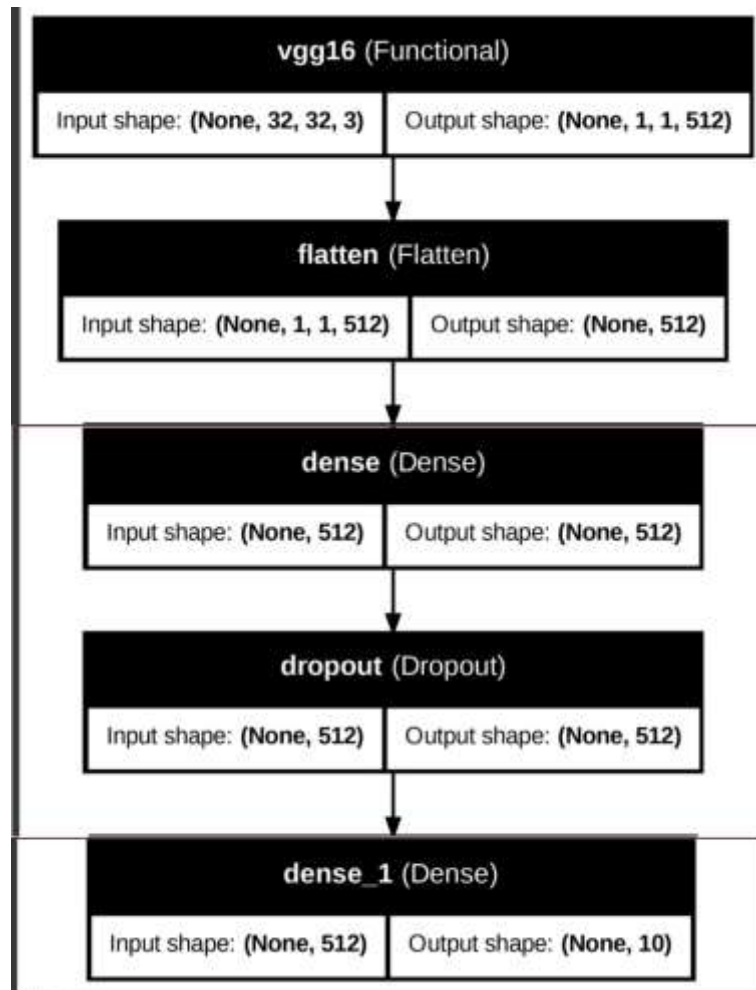 vgg16 (Functional)
Input shape: (None, 32, 32, 3) Output shape: (None, 1, 1, 512)
flatten (Flatten)
Input shape: (None, 1, 1, 512) Output shape: (None, 512)
dense (Dense)
Input shape: (None, 512) Output shape: (None, 512)
dropout (Dropout)
Input shape: (None, 512) Output shape: (None, 512)
dense_1 (Dense)
Input shape: (None, 512) Output shape: (None, 10)